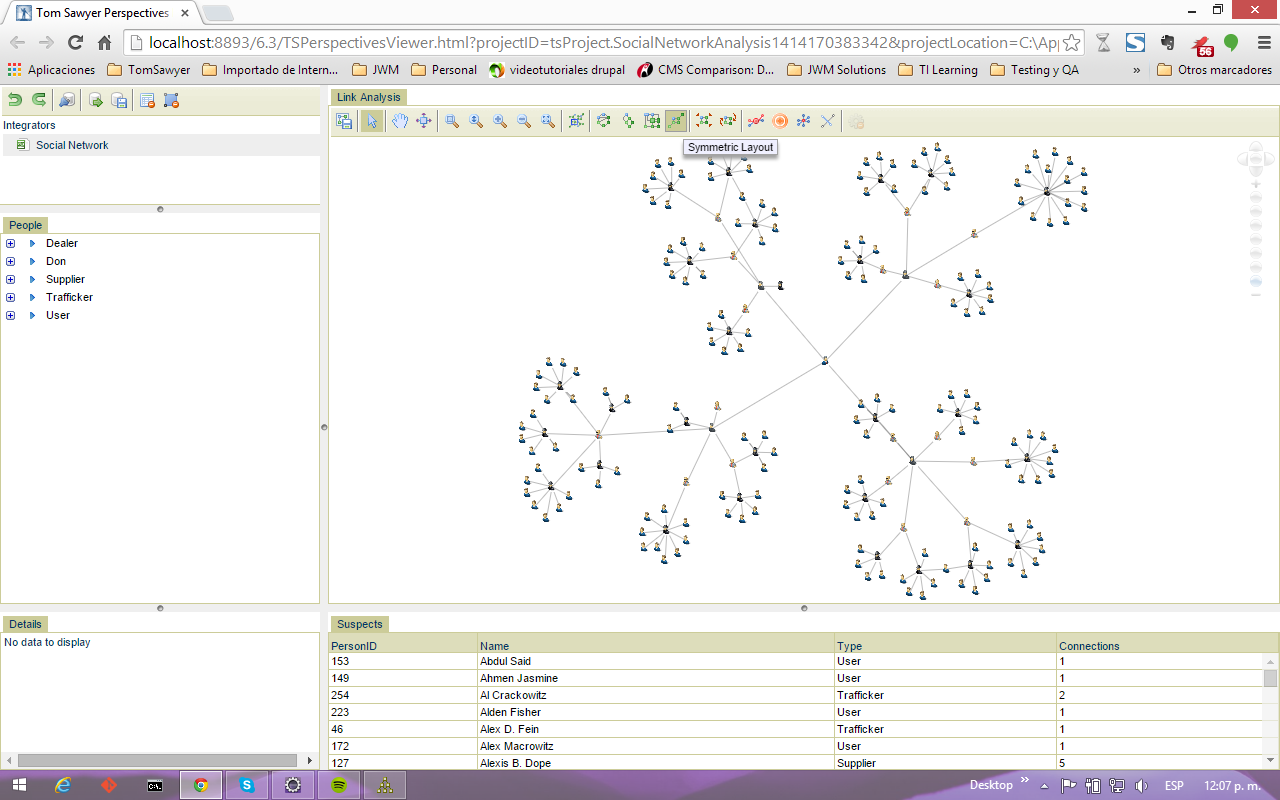 Tom Sawyer Perspectives
localhost:8893/6.3/TSPerspectivesViewer.html?projectID=tsProject.SocialNetworkAnalysis1414170383342&projectLocation=C:\App
56
Aplicaciones TomSawyer Importado de Intern... JWM Personal videotutoriales drupal CMS Comparison: D... JWM Solutions TI Learning Testing y QA » Otros marcadores
Integrators
Social Network
People
Dealer
Don
Supplier
Trafficker
User
Details
No data to display
Link Analysis
Symmetric Layout
Suspects
PersonID Name Type Connections
153 Abdul Said User 1
149 Ahmen Jasmine User 1
254 Al Crackowitz Trafficker 2
223 Alden Fisher User 1
46 Alex D. Fein Trafficker 1
172 Alex Macrowitz User 1
127 Alexis B. Dope Supplier 5
Desktop » ESP 12:07 p. m.